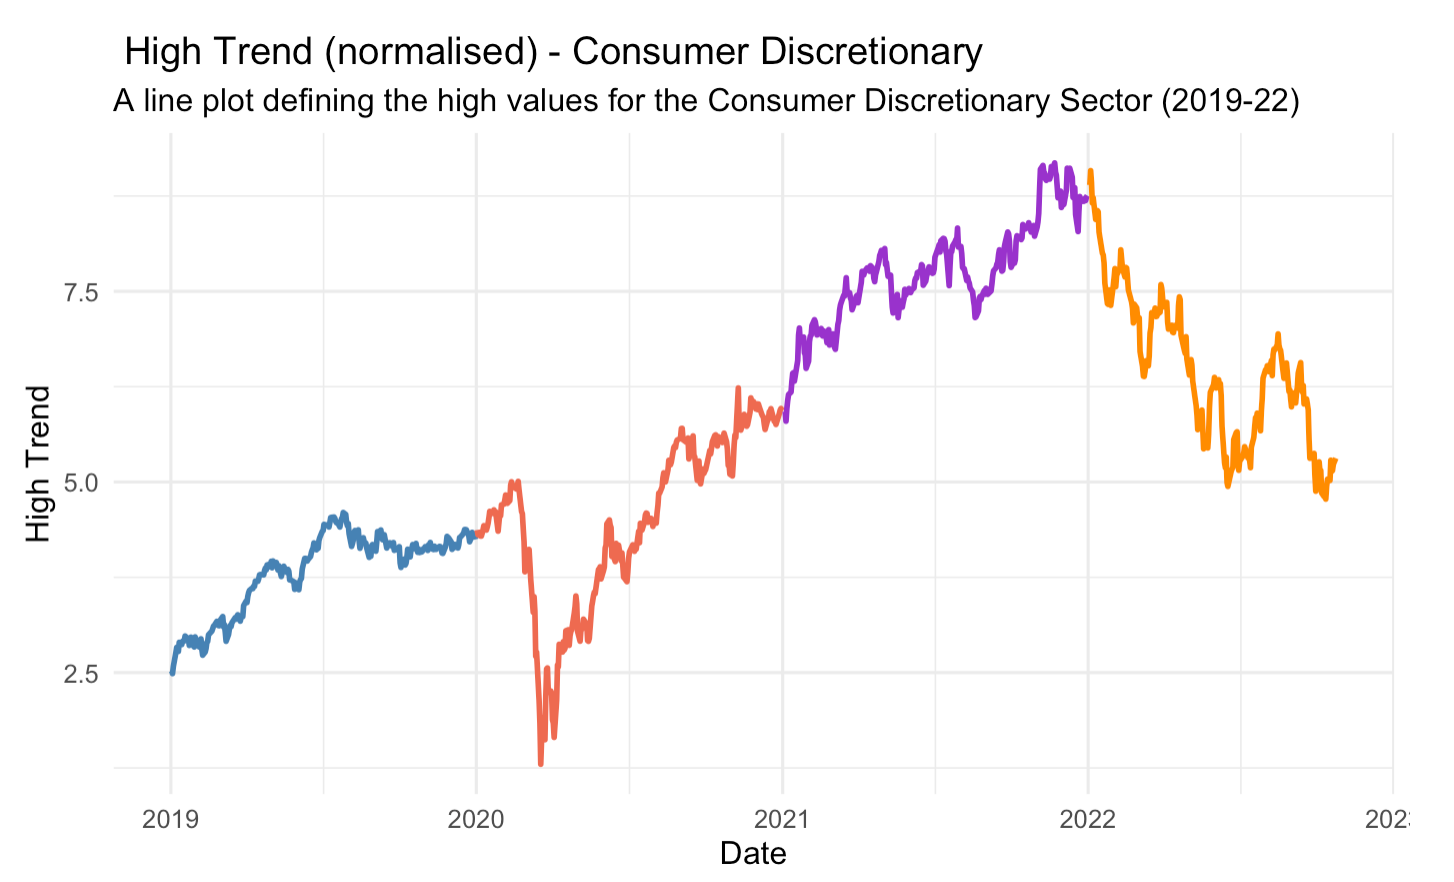 High Trend (normalised) - Consumer Discretionary
A line plot defining the high values for the Consumer Discretionary Sector (2019-22)
High Trend
7.5
5.0
2.5
2019 2020 2021 2022
Date